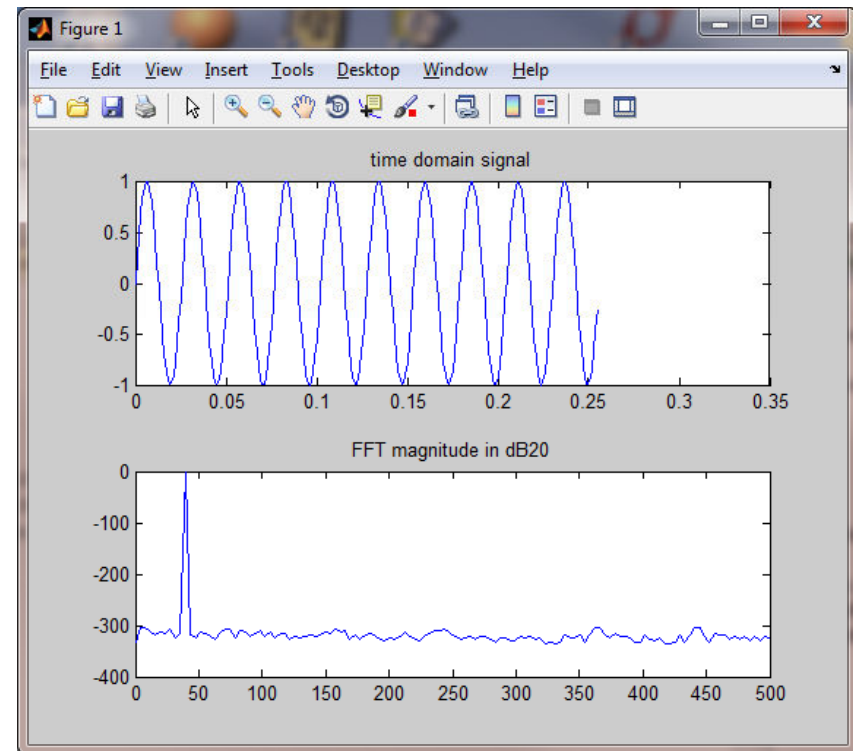 Figure 1
File Edit View Insert Tools Desktop Window Help
time domain signal
1
0.5
0
-0.5
-1
0 0.05 0.1 0.15 0.2 0.25 0.3 0.35
FFT magnitude in dB20
0
-100
-200
-300
-400
0 50 100 150 200 250 300 350 400 450 500